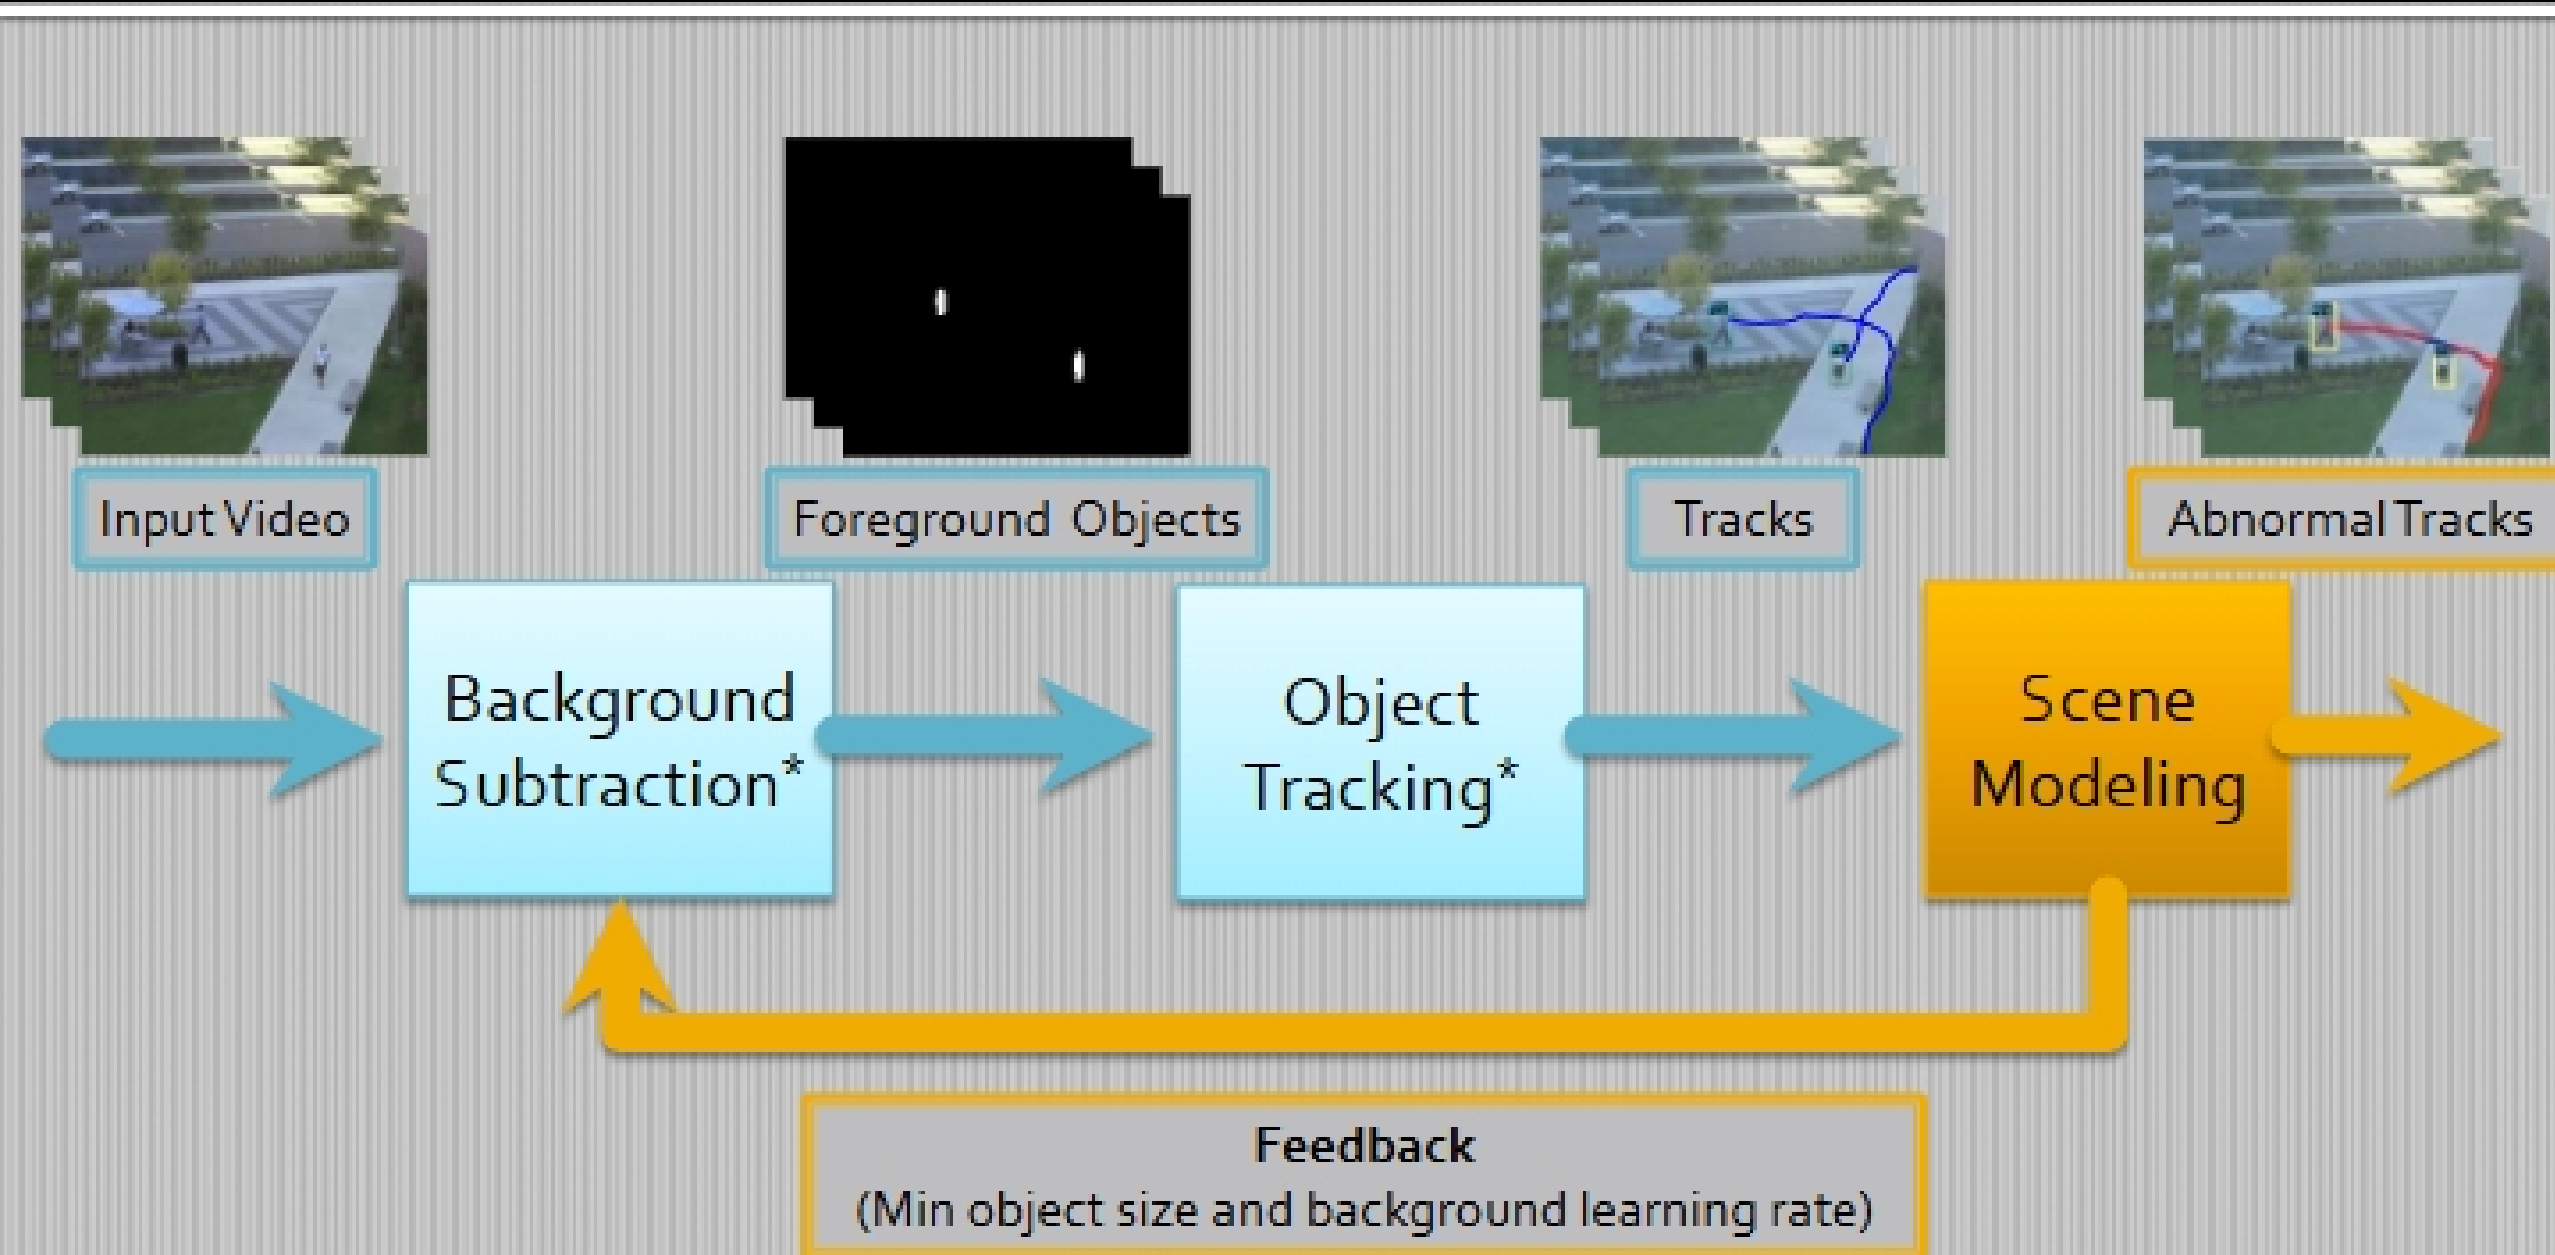 Input Video
Foreground Objects
Tracks
Abnormal Tracks
Background
Subtraction*
Object
Tracking*
Scene
Modeling
Feedback
(Min object size and background learning rate)